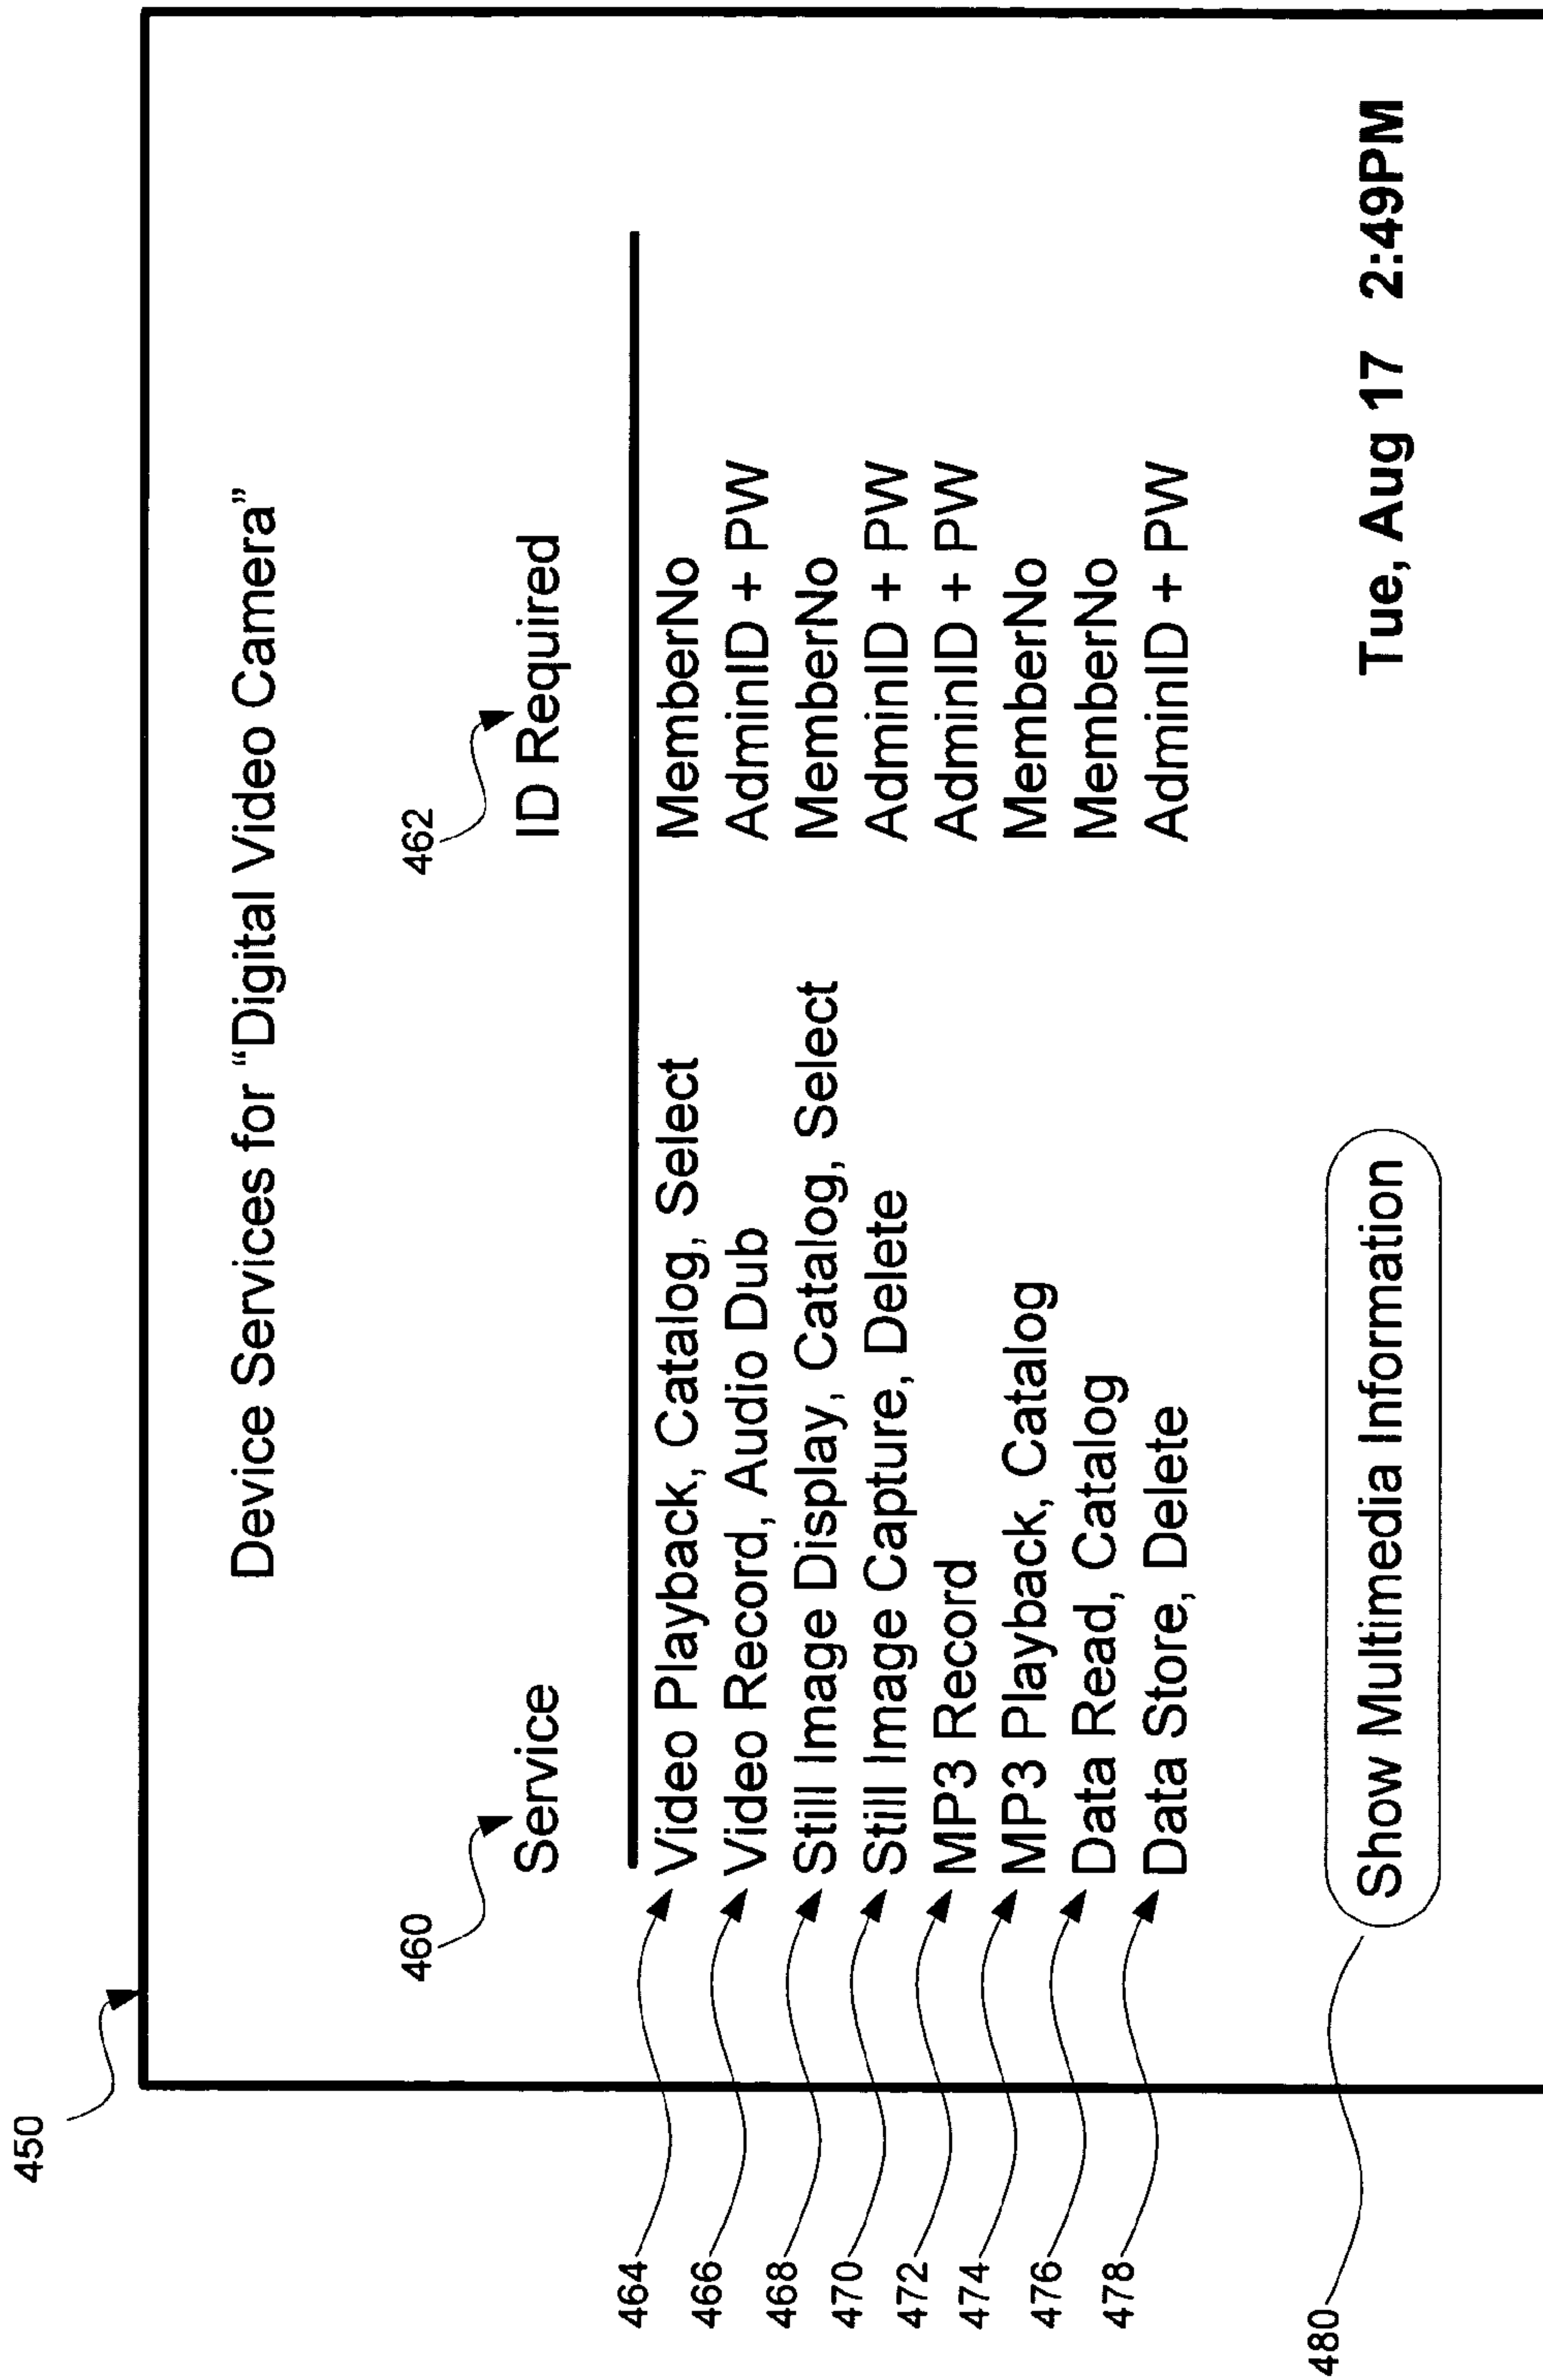 450
Device Services for “Digital Video Camera”
460
462
Service ID Required
464 Video Playback, Catalog, Select MemberNo
466 Video Record, Audio Dub AdminID + PW
468 Still Image Display, Catalog, Select MemberNo
470 Still Image Capture, Delete AdminID + PW
472 MP3 Record AdminID + PW
474 MP3 Playback, Catalog MemberNo
476 Data Read, Catalog MemberNo
478 Data Store, Delete AdminID + PW
480 Show Multimedia Information Tue, Aug 17 2:49PM